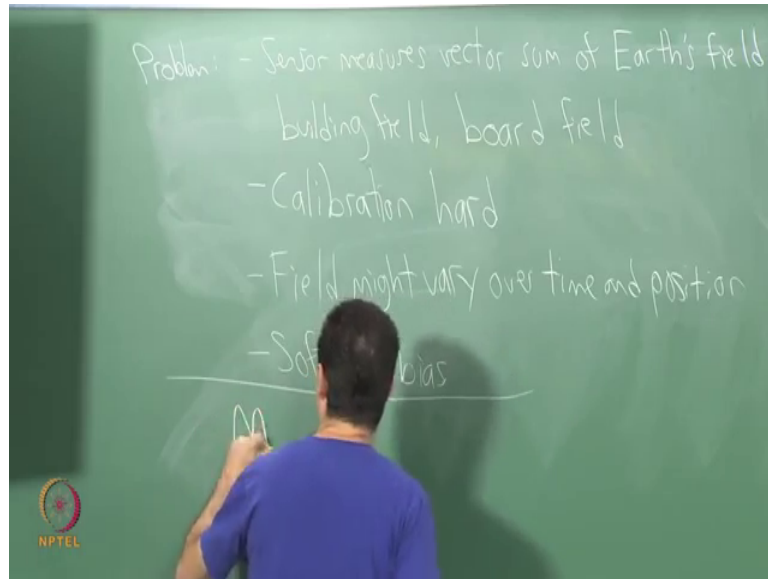 Problem: - Sensor measures vector sum of Earth's field
building field, board field
- Calibration hard
- Field might vary over time and position
- bias
M
NPTEL